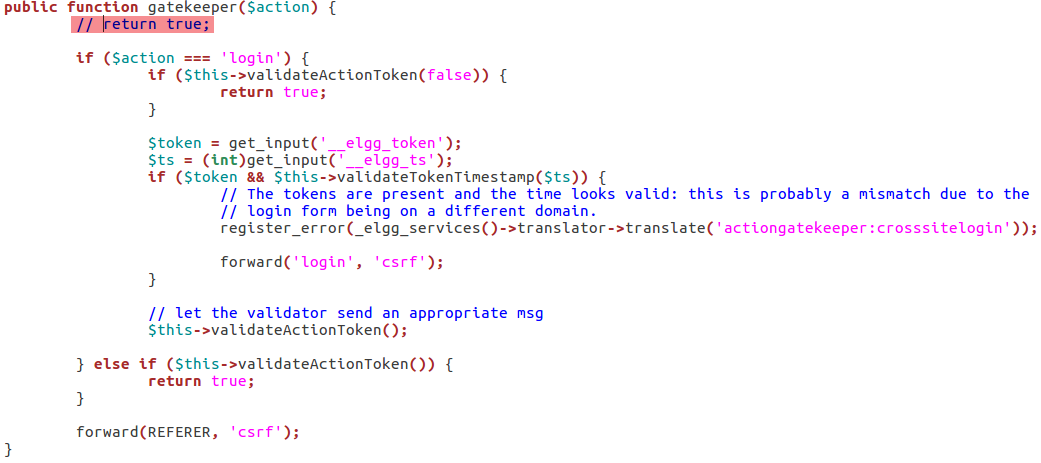 public function gatekeeper($action) {
        // return true;

        if ($action === 'login') {
                if ($this->validateActionToken(false)) {
                        return true;
                }

                $token = get_input('__elgg_token');
                $ts = (int)get_input('__elgg_ts');
                if ($token && $this->validateTokenTimestamp($ts)) {
                        // The tokens are present and the time looks valid: this is probably a mismatch due to the
                        // login form being on a different domain.
                        register_error(_elgg_services()->translator->translate('actiongatekeeper:crosssitelogin'));

                        forward('login', 'csrf');
                }

                // let the validator send an appropriate msg
                $this->validateActionToken();

        } else if ($this->validateActionToken()) {
                return true;
        }

        forward(REFERER, 'csrf');
}